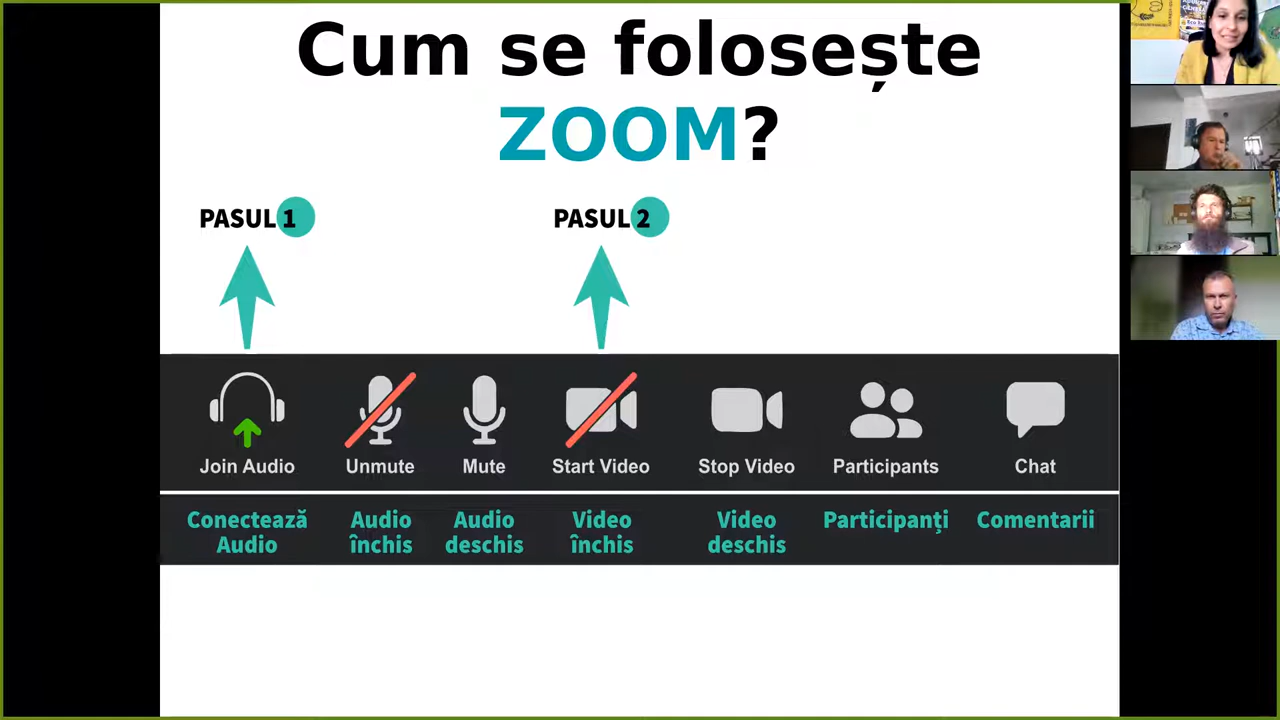 Cum se folosește
ZOOM?
PASUL 1
PASUL 2
Join Audio
Unmute
Mute
Start Video
Stop Video
Participants
Chat
Conectează
Audio
Audio
închis
Audio
deschis
Video
închis
Video
deschis
Participanți
Comentarii